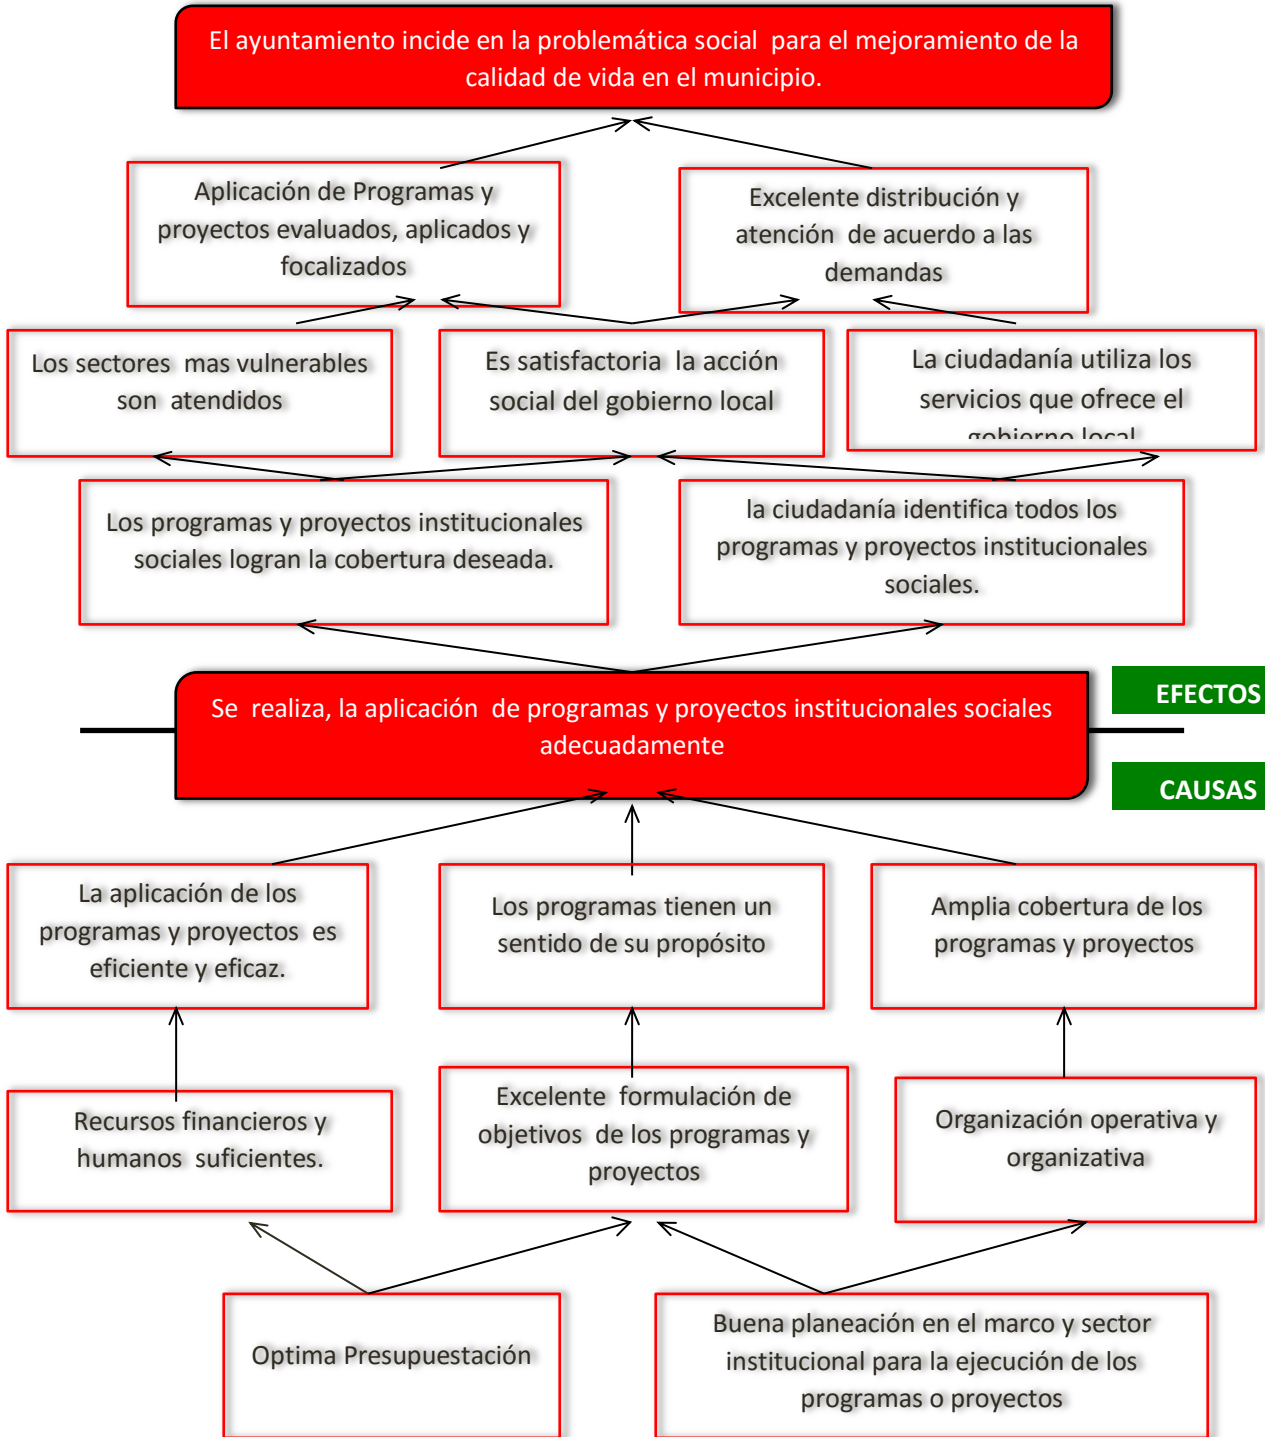 El ayuntamiento incide en la problemática social para el mejoramiento de la
calidad de vida en el municipio.
Aplicación de Programas y
proyectos evaluados, aplicados y
focalizados
Excelente distribución y
atención de acuerdo a las
demandas
Los sectores mas vulnerables
son atendidos
Es satisfactoria la acción
social del gobierno local
La ciudadanía utiliza los
servicios que ofrece el
gobierno local
Los programas y proyectos institucionales
sociales logran la cobertura deseada.
la ciudadanía identifica todos los
programas y proyectos institucionales
sociales.
Se realiza, la aplicación de programas y proyectos institucionales sociales
adecuadamente
EFECTOS
CAUSAS
La aplicación de los
programas y proyectos es
eficiente y eficaz.
Los programas tienen un
sentido de su propósito
Amplia cobertura de los
programas y proyectos
Recursos financieros y
humanos suficientes.
Excelente formulación de
objetivos de los programas y
proyectos
Organización operativa y
organizativa
Optima Presupuestación
Buena planeación en el marco y sector
institucional para la ejecución de los
programas o proyectos